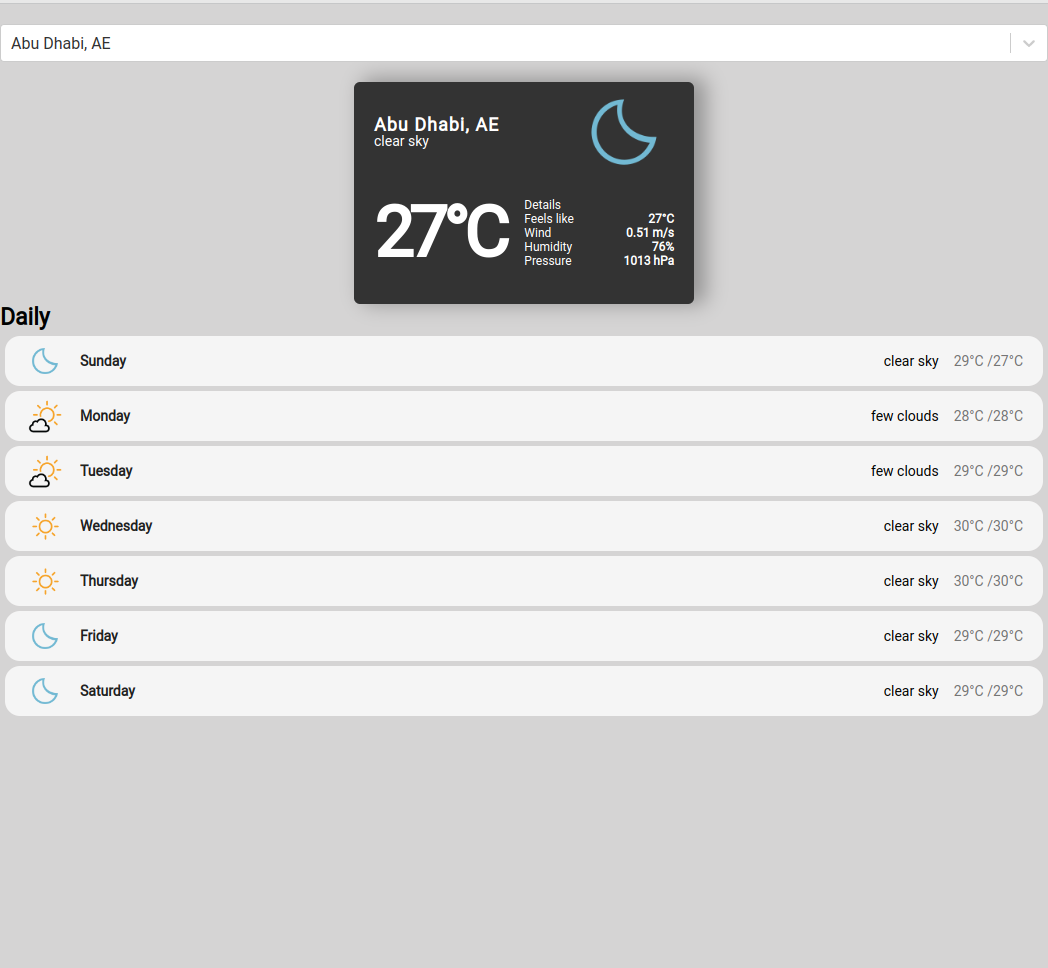 Abu Dhabi, AE
Abu Dhabi, AE
clear sky
27°C
Details
Feels like 27°C
Wind 0.51 m/s
Humidity 76%
Pressure 1013 hPa
Daily
Sunday clear sky 29°C /27°C
Monday few clouds 28°C /28°C
Tuesday few clouds 29°C /29°C
Wednesday clear sky 30°C /30°C
Thursday clear sky 30°C /30°C
Friday clear sky 29°C /29°C
Saturday clear sky 29°C /29°C